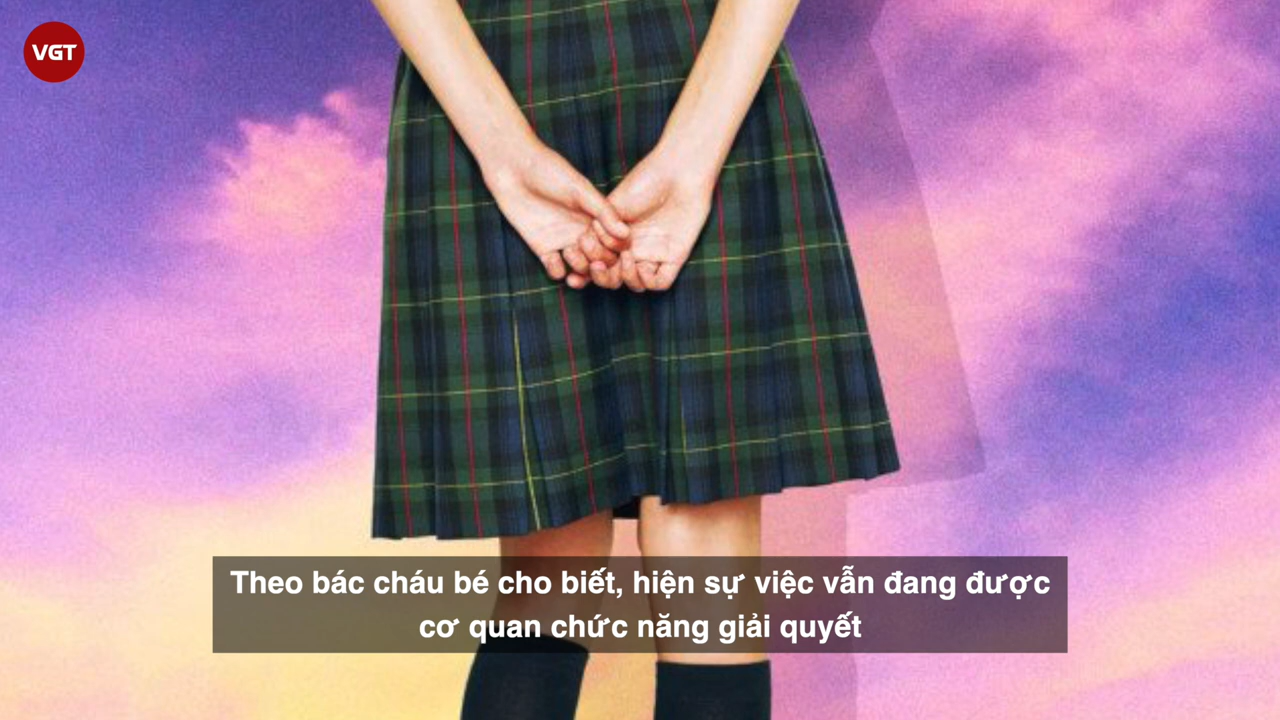 VGT
Theo bác cháu bé cho biết, hiện sự việc vẫn đang được
cơ quan chức năng giải quyết